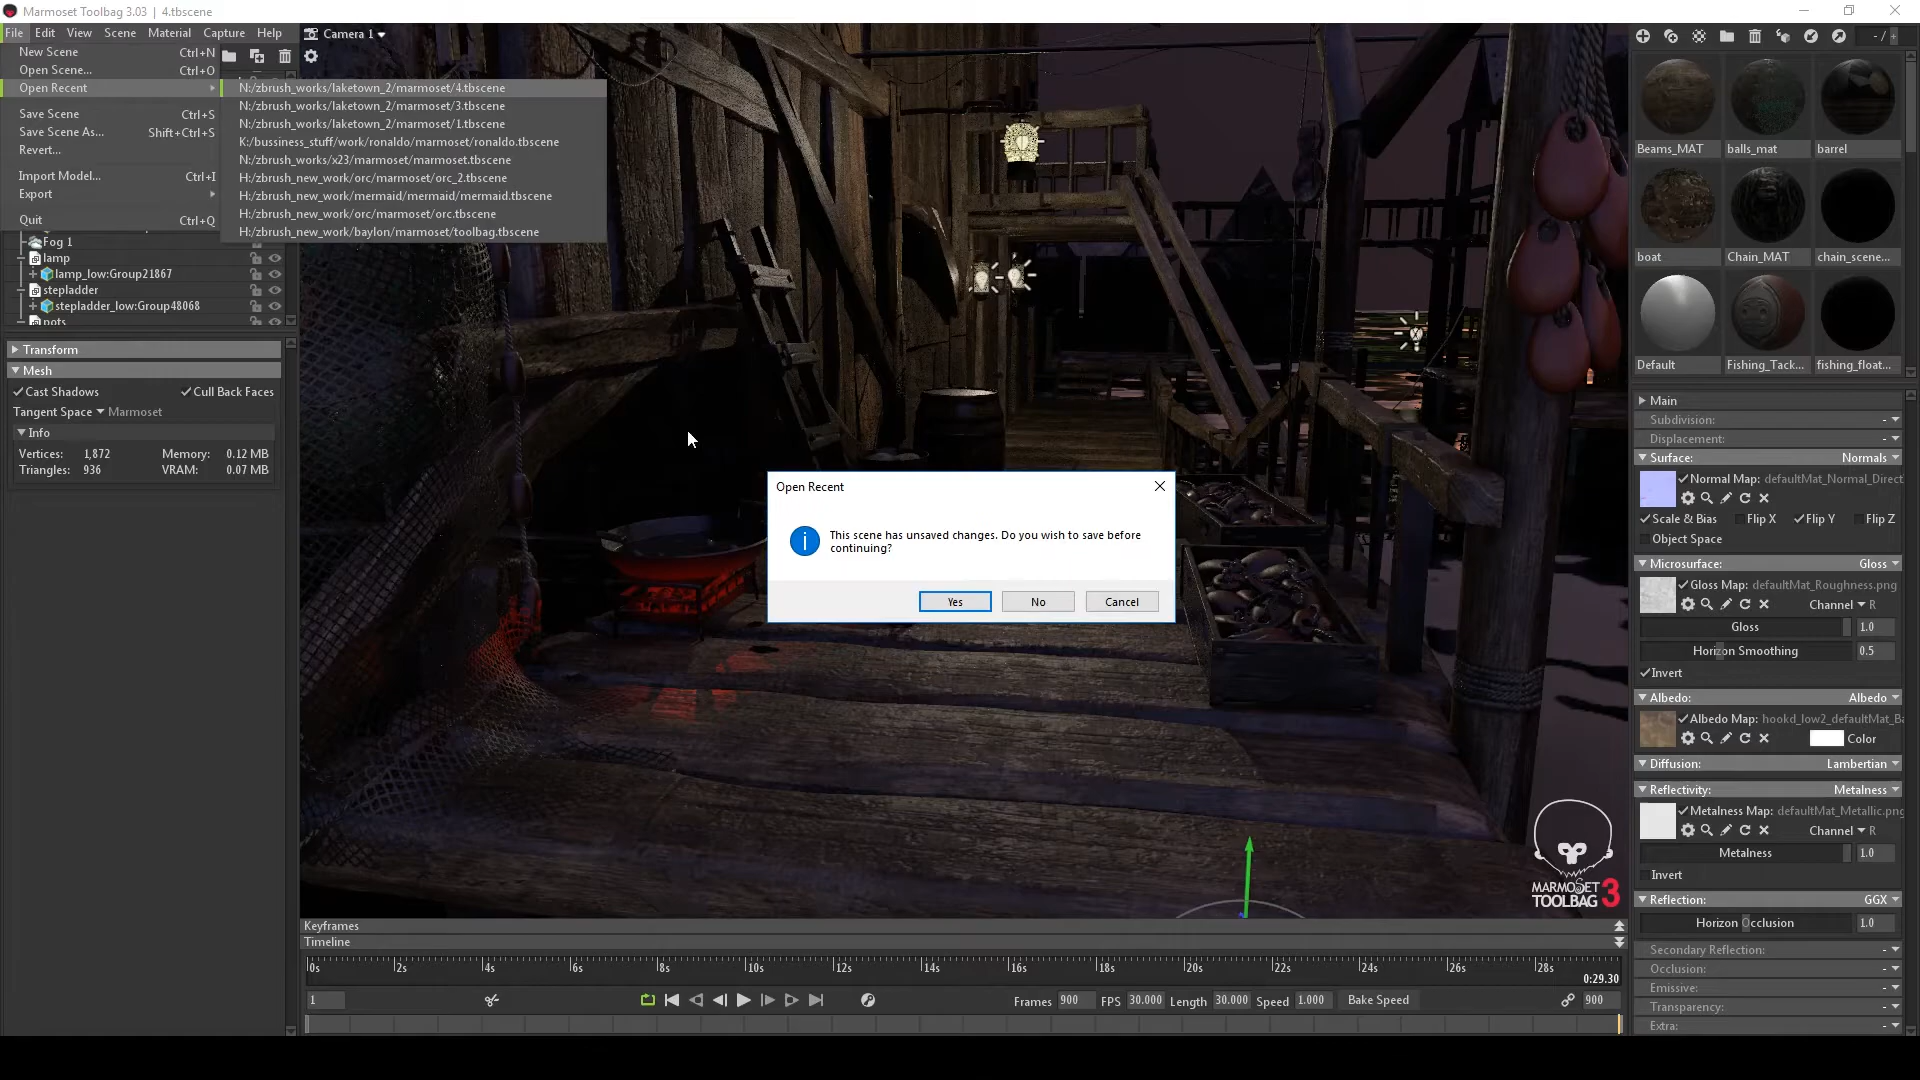 Marmoset Toolbag 3.03 | 4.tbscene
File Edit View Scene Material Capture Help
Camera 1
- /
New Scene Ctrl+N
Open Scene... Ctrl+O
Open Recent
Save Scene Ctrl+S
Save Scene As... Shift+Ctrl+S
Revert...
Import Model... Ctrl+I
Export
Quit Ctrl+Q
N:/zbrush_works/laketown_2/marmoset/4.tbscene
N:/zbrush_works/laketown_2/marmoset/3.tbscene
N:/zbrush_works/laketown_2/marmoset/1.tbscene
K:/bussiness_stuff/work/ronaldo/marmoset/ronaldo.tbscene
N:/zbrush_works/x23/marmoset/marmoset.tbscene
H:/zbrush_new_work/orc/marmoset/orc_2.tbscene
H:/zbrush_new_work/mermaid/mermaid/mermaid.tbscene
H:/zbrush_new_work/orc/marmoset/orc.tbscene
H:/zbrush_new_work/baylon/marmoset/toolbag.tbscene
Fog 1
lamp
lamp_low:Group21867
stepladder
stepladder_low:Group48068
pots
Transform
Mesh
Cast Shadows Cull Back Faces
Tangent Space Marmoset
Info
Vertices: 1,872 Memory: 0.12 MB
Triangles: 936 VRAM: 0.07 MB
Open Recent
This scene has unsaved changes. Do you wish to save before
continuing?
Yes No Cancel
MARMOSET
TOOLBAG 3
Keyframes
Timeline
0s 2s 4s 6s 8s 10s 12s 14s 16s 18s 20s 22s 24s 26s 28s
0:29.30
1 Frames 900 FPS 30.000 Length 30.000 Speed 1.000 Bake Speed 900
Beams_MAT balls_mat barrel
boat Chain_MAT chain_scene...
Default Fishing_Tack... fishing_float...
Main
Subdivision: -
Displacement: -
Surface: Normals
Normal Map: defaultMat_Normal_Direct
Scale & Bias Flip X Flip Y Flip Z
Object Space
Microsurface: Gloss
Gloss Map: defaultMat_Roughness.png
Channel R
Gloss 1.0
Horizon Smoothing 0.5
Invert
Albedo: Albedo
Albedo Map: hookd_low2_defaultMat_Ba
Color
Diffusion: Lambertian
Reflectivity: Metalness
Metalness Map: defaultMat_Metallic.png
Channel R
Metalness 1.0
Invert
Reflection: GGX
Horizon Occlusion 1.0
Secondary Reflection: -
Occlusion: -
Emissive: -
Transparency: -
Extra: -